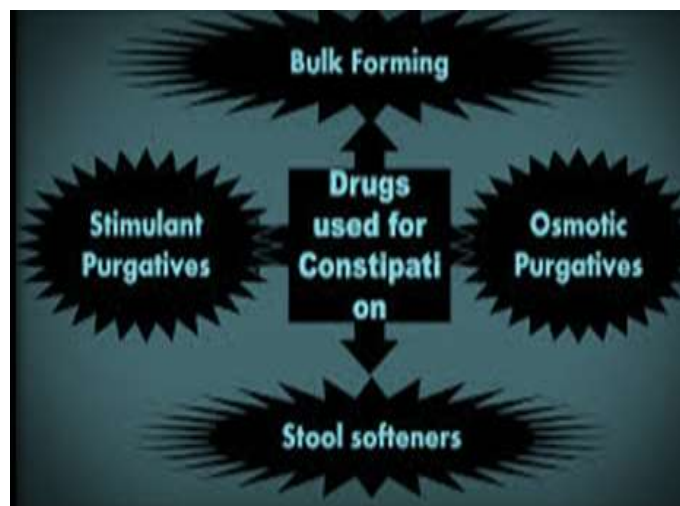 Bulk Forming
Stimulant
Purgatives
Drugs
used for
Constipati
on
Osmotic
Purgatives
Stool softeners